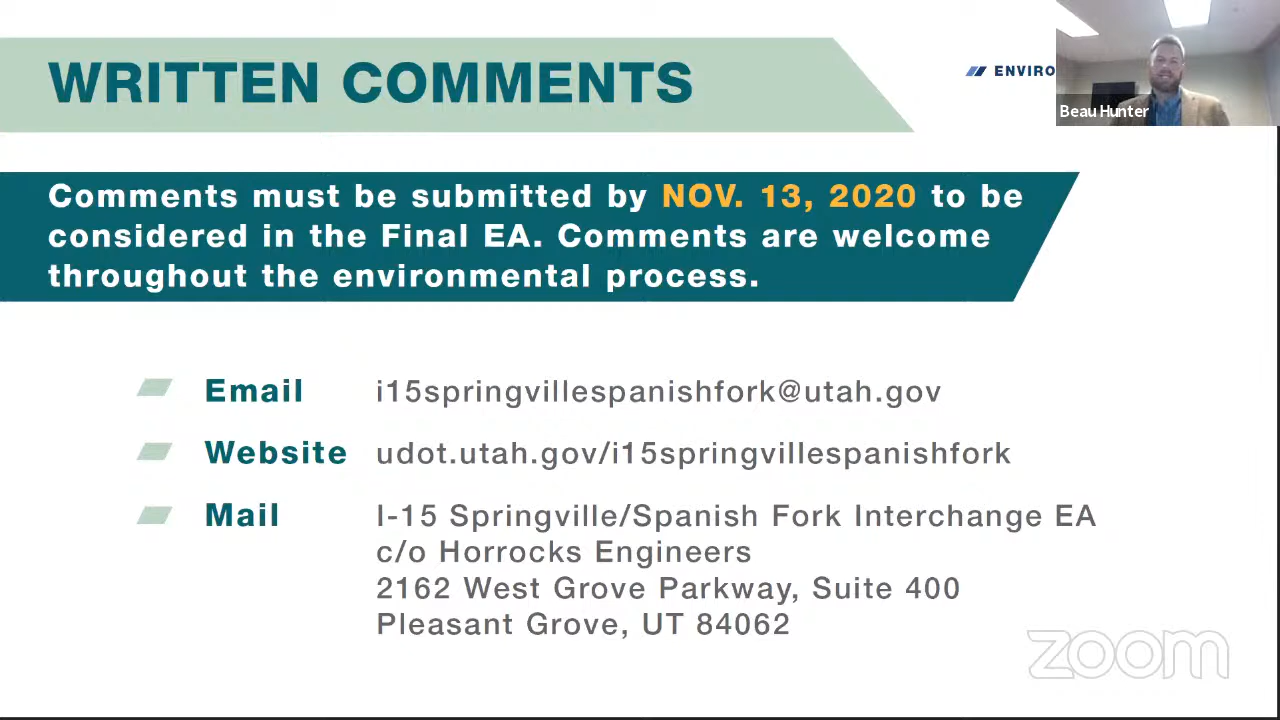 WRITTEN COMMENTS
ENVIRO
Beau Hunter
Comments must be submitted by NOV. 13, 2020 to be
considered in the Final EA. Comments are welcome
throughout the environmental process.
Email i15springvillespanishfork@utah.gov
Website udot.utah.gov/i15springvillespanishfork
Mail I-15 Springville/Spanish Fork Interchange EA
c/o Horrocks Engineers
2162 West Grove Parkway, Suite 400
Pleasant Grove, UT 84062
zoom